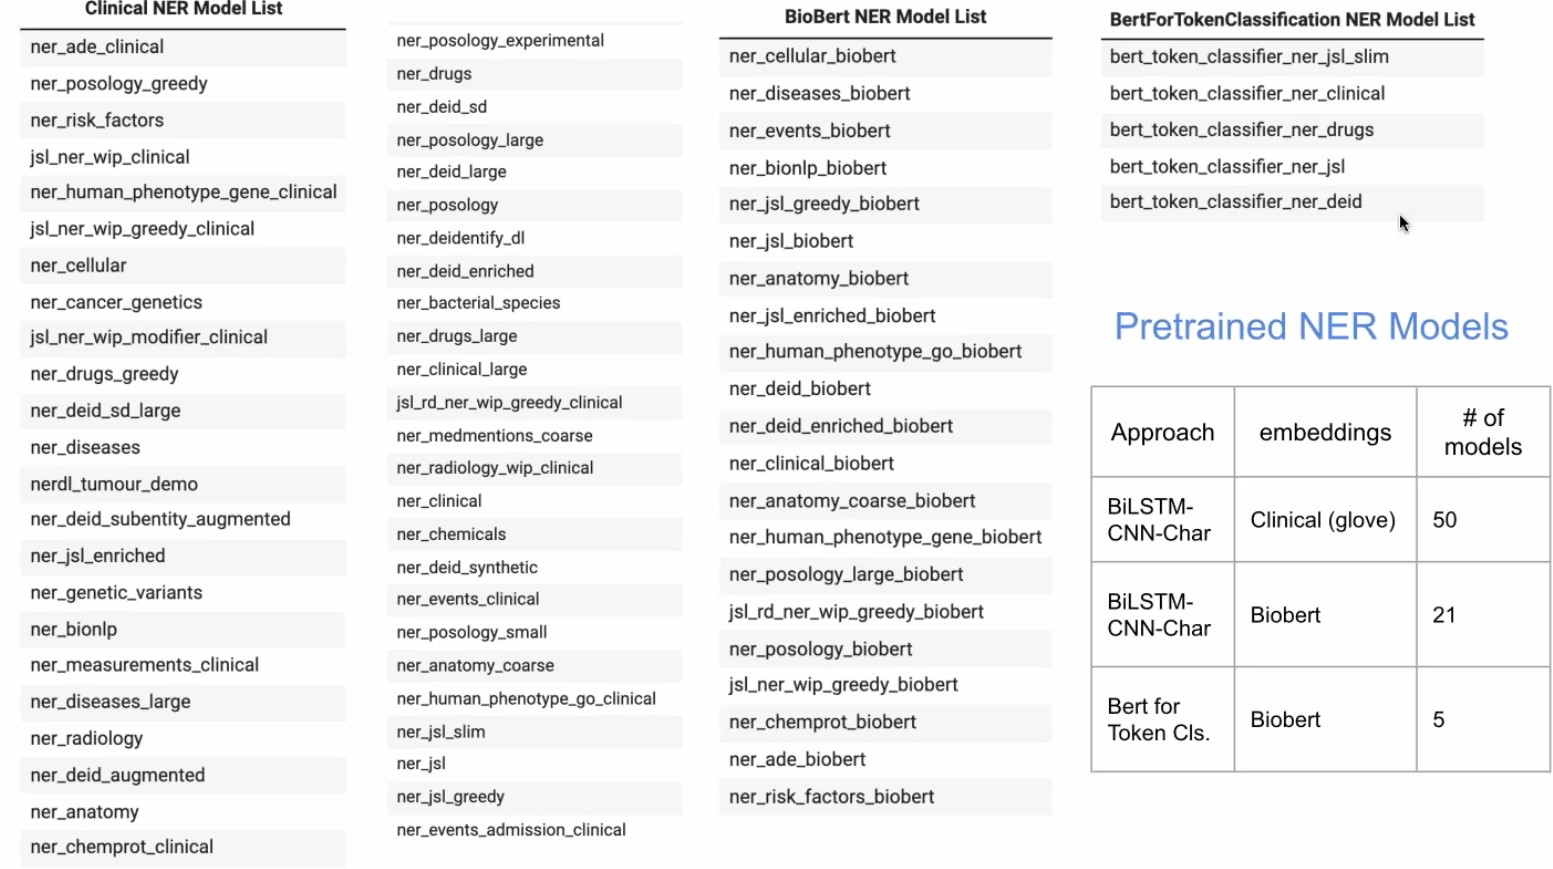 Clinical NER Model List
ner_ade_clinical
ner_posology_greedy
ner_risk_factors
jsl_ner_wip_clinical
ner_human_phenotype_gene_clinical
jsl_ner_wip_greedy_clinical
ner_cellular
ner_cancer_genetics
jsl_ner_wip_modifier_clinical
ner_drugs_greedy
ner_deid_sd_large
ner_diseases
nerdl_tumour_demo
ner_deid_subentity_augmented
ner_jsl_enriched
ner_genetic_variants
ner_bionlp
ner_measurements_clinical
ner_diseases_large
ner_radiology
ner_deid_augmented
ner_anatomy
ner_chemprot_clinical
ner_posology_experimental
ner_drugs
ner_deid_sd
ner_posology_large
ner_deid_large
ner_posology
ner_deidentify_dl
ner_deid_enriched
ner_bacterial_species
ner_drugs_large
ner_clinical_large
jsl_rd_ner_wip_greedy_clinical
ner_medmentions_coarse
ner_radiology_wip_clinical
ner_clinical
ner_chemicals
ner_deid_synthetic
ner_events_clinical
ner_posology_small
ner_anatomy_coarse
ner_human_phenotype_go_clinical
ner_jsl_slim
ner_jsl
ner_jsl_greedy
ner_events_admission_clinical
BioBert NER Model List
ner_cellular_biobert
ner_diseases_biobert
ner_events_biobert
ner_bionlp_biobert
ner_jsl_greedy_biobert
ner_jsl_biobert
ner_anatomy_biobert
ner_jsl_enriched_biobert
ner_human_phenotype_go_biobert
ner_deid_biobert
ner_deid_enriched_biobert
ner_clinical_biobert
ner_anatomy_coarse_biobert
ner_human_phenotype_gene_biobert
ner_posology_large_biobert
jsl_rd_ner_wip_greedy_biobert
ner_posology_biobert
jsl_ner_wip_greedy_biobert
ner_chemprot_biobert
ner_ade_biobert
ner_risk_factors_biobert
BertForTokenClassification NER Model List
bert_token_classifier_ner_jsl_slim
bert_token_classifier_ner_clinical
bert_token_classifier_ner_drugs
bert_token_classifier_ner_jsl
bert_token_classifier_ner_deid
Pretrained NER Models
Approach embeddings # of
models
BiLSTM-
CNN-Char Clinical (glove) 50
BiLSTM-
CNN-Char Biobert 21
Bert for
Token Cls. Biobert 5